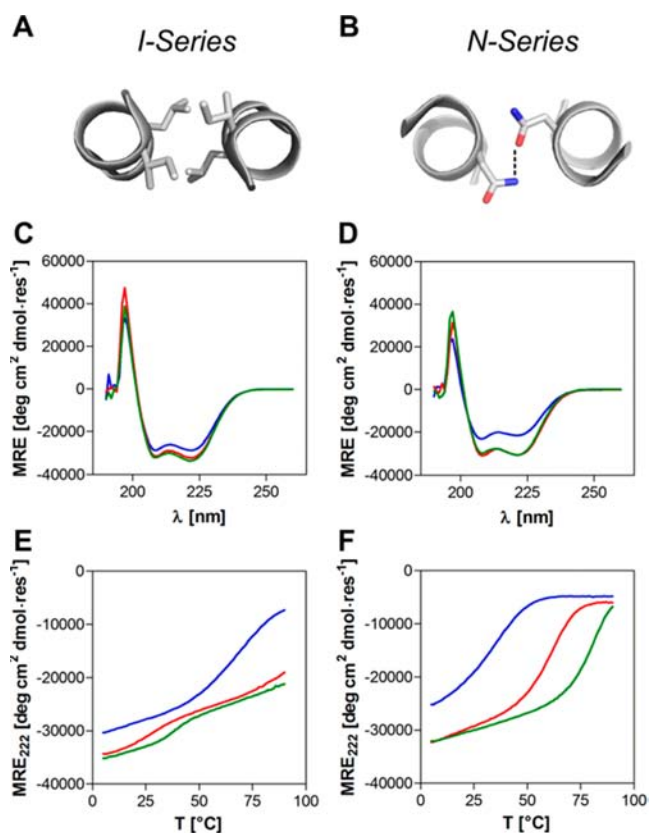 A
I-Series
B
N-Series
C
MRE [deg cm² dmol·res⁻¹]
60000
40000
20000
0
-20000
-40000
200
225
250
λ [nm]
D
MRE [deg cm² dmol·res⁻¹]
60000
40000
20000
0
-20000
-40000
200
225
250
λ [nm]
E
MRE₂₂₂ [deg cm² dmol·res⁻¹]
0
-10000
-20000
-30000
-40000
0
25
50
75
100
T [°C]
F
MRE₂₂₂ [deg cm² dmol·res⁻¹]
0
-10000
-20000
-30000
-40000
0
25
50
75
100
T [°C]